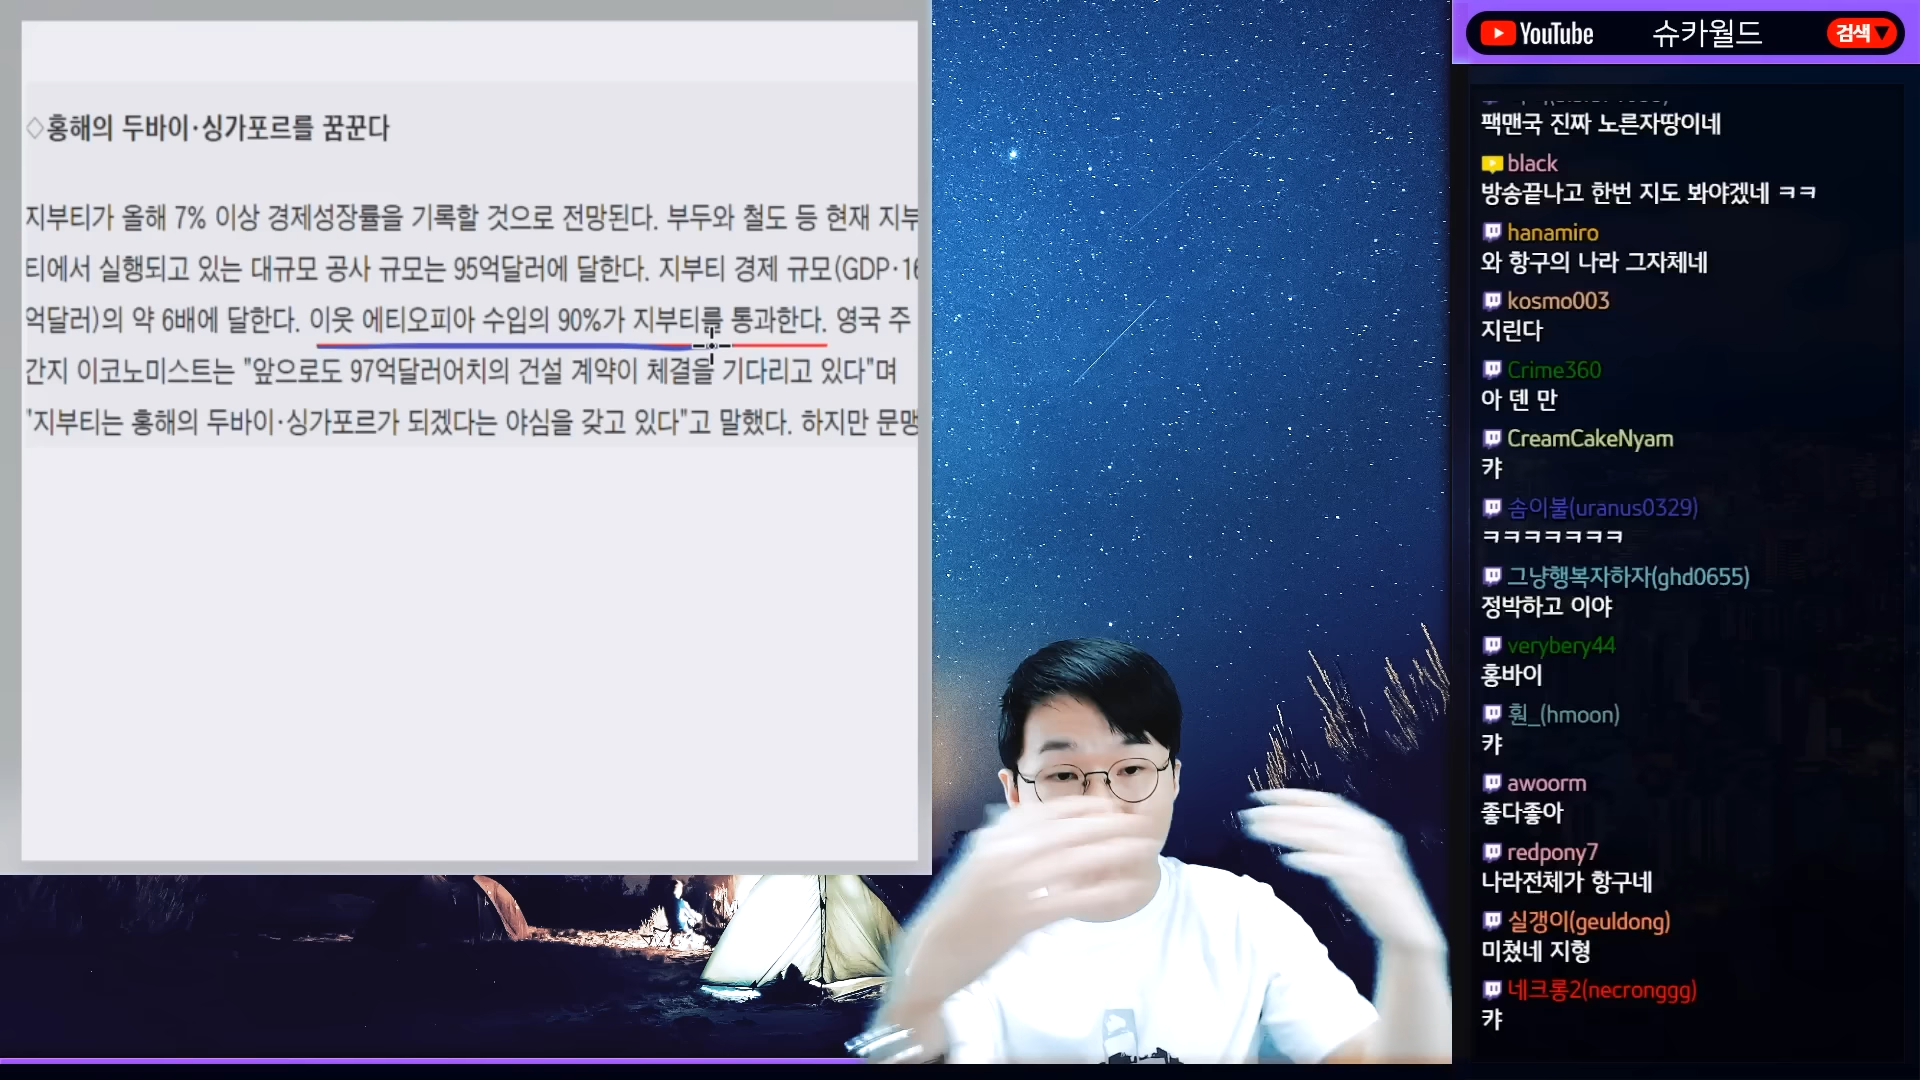 ◇홍해의 두바이·싱가포르를 꿈꾼다
지부티가 올해 7% 이상 경제성장률을 기록할 것으로 전망된다. 부두와 철도 등 현재 지부
티에서 실행되고 있는 대규모 공사 규모는 95억달러에 달한다. 지부티 경제 규모(GDP·16
억달러)의 약 6배에 달한다. 이웃 에티오피아 수입의 90%가 지부티를 통과한다. 영국 주
간지 이코노미스트는 "앞으로도 97억달러어치의 건설 계약이 체결을 기다리고 있다"며
"지부티는 홍해의 두바이·싱가포르가 되겠다는 야심을 갖고 있다"고 말했다. 하지만 문맹
YouTube 슈카월드 검색▼
팩맨국 진짜 노른자땅이네
black
방송끝나고 한번 지도 봐야겠네 ㅋㅋ
hanamiro
와 항구의 나라 그자체네
kosmo003
지린다
Crime360
아 덴 만
CreamCakeNyam
캬
솜이불(uranus0329)
ㅋㅋㅋㅋㅋㅋㅋ
그냥행복자하자(ghd0655)
정박하고 이야
verybery44
홍바이
훤_(hmoon)
캬
awoorm
좋다좋아
redpony7
나라전체가 항구네
실갱이(geuldong)
미쳤네 지형
네크롱2(necronggg)
캬